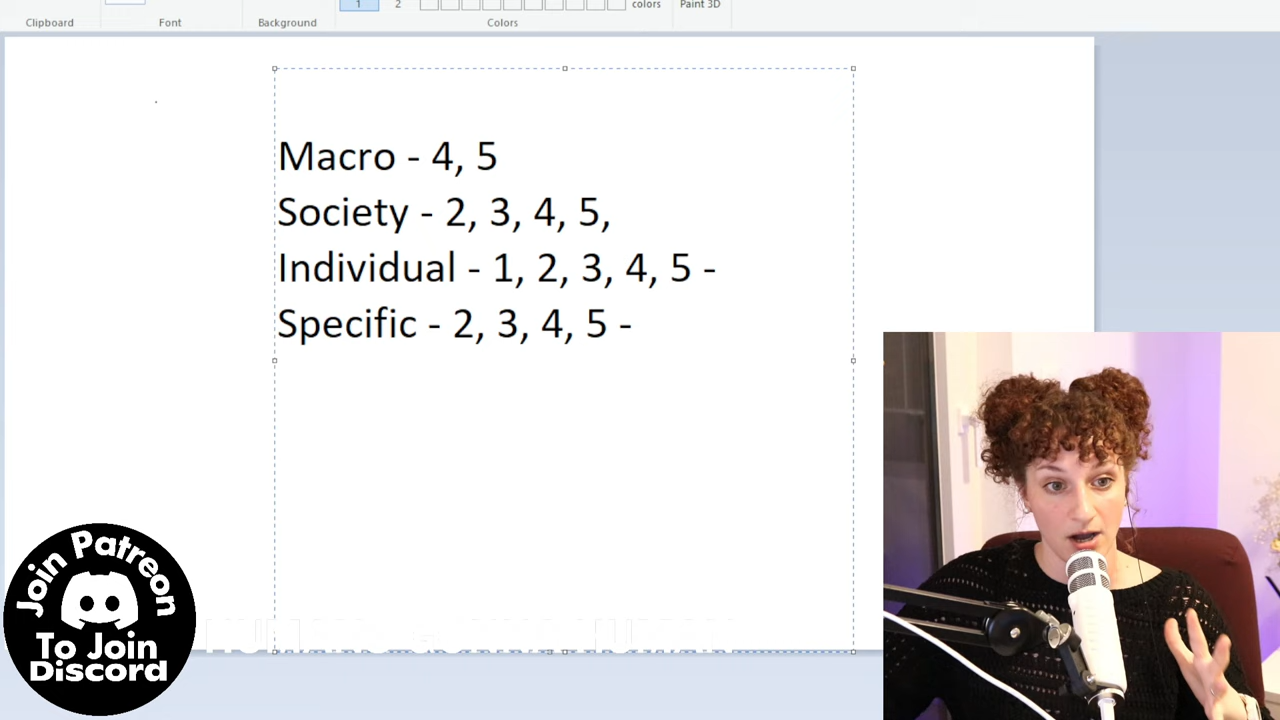 1
2
colors
Paint 3D
Clipboard
Font
Background
Colors
Macro - 4, 5
Society - 2, 3, 4, 5,
Individual - 1, 2, 3, 4, 5 -
Specific - 2, 3, 4, 5 -
Join Patreon
To Join
Discord